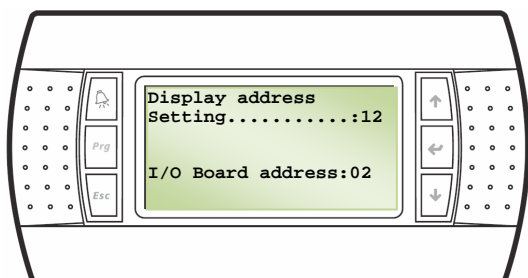 Display address
Setting...........:12
I/O Board address:02
Prg
Esc